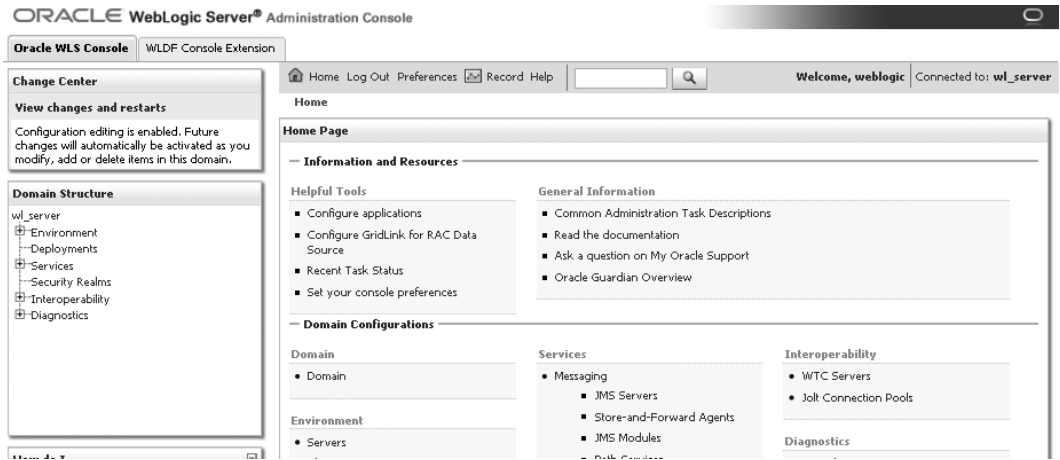 ORACLE WebLogic Server® Administration Console
Oracle WLS Console
WLDF Console Extension
Change Center
View changes and restarts
Configuration editing is enabled. Future
changes will automatically be activated as you
modify, add or delete items in this domain.
Domain Structure
wl_server
Environment
Deployments
Services
Security Realms
Interoperability
Diagnostics
How do I
Home Log Out Preferences Record Help
Welcome, weblogic
Connected to: wl_server
Home
Home Page
Information and Resources
Helpful Tools
Configure applications
Configure GridLink for RAC Data
Source
Recent Task Status
Set your console preferences
General Information
Common Administration Task Descriptions
Read the documentation
Ask a question on My Oracle Support
Oracle Guardian Overview
Domain Configurations
Domain
Domain
Environment
Servers
Services
Messaging
JMS Servers
Store-and-Forward Agents
JMS Modules
Path Services
Interoperability
WTC Servers
Jolt Connection Pools
Diagnostics